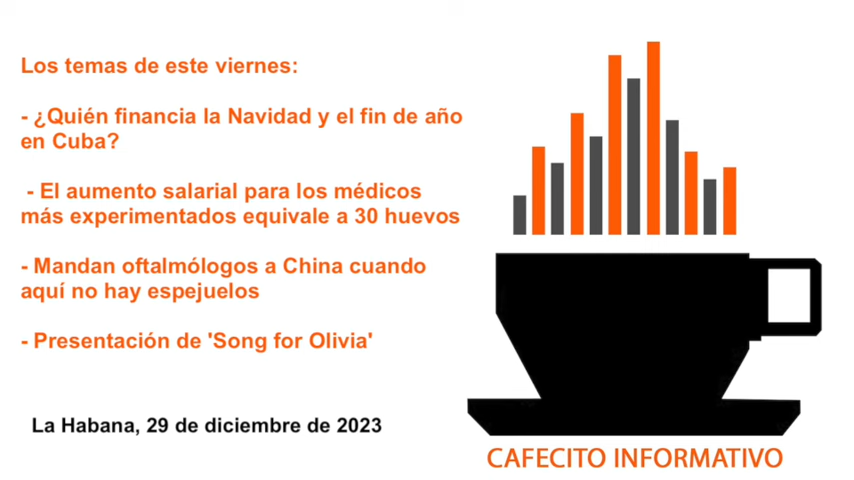 Los temas de este viernes:
- ¿Quién financia la Navidad y el fin de año
en Cuba?
- El aumento salarial para los médicos
más experimentados equivale a 30 huevos
- Mandan oftalmólogos a China cuando
aquí no hay espejuelos
- Presentación de 'Song for Olivia'
La Habana, 29 de diciembre de 2023
CAFECITO INFORMATIVO